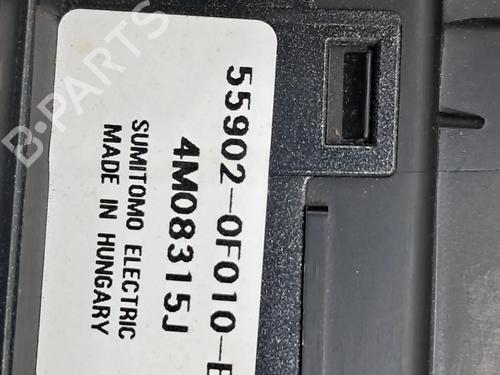 55902-0F010-
4M08315J
SUMITOMO ELECTRIC
MADE IN HUNGARY
B-PARTS